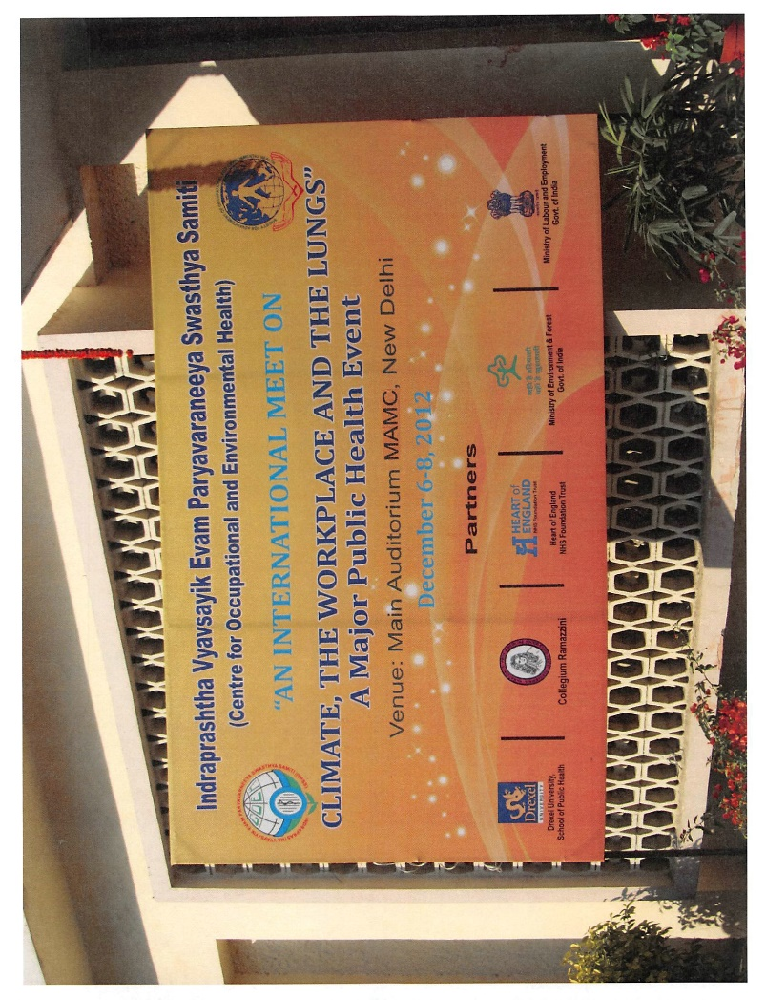 Indraprashtha Vyavsayik Evam Paryavaraneeya Swasthya Samiti
(Centre for Occupational and Environmental Health)
“AN INTERNATIONAL MEET ON
CLIMATE, THE WORKPLACE AND THE LUNGS”
A Major Public Health Event
Venue: Main Auditorium MAMC, New Delhi
December 6-8, 2012
Partners
Drexel
UNIVERSITY
Drexel University,
School of Public Health
Collegium Ramazzini
HEART of
ENGLAND
NHS Foundation Trust
Heart of England
NHS Foundation Trust
Ministry of Environment & Forest
Govt. of India
Ministry of Labour and Employment
Govt. of India